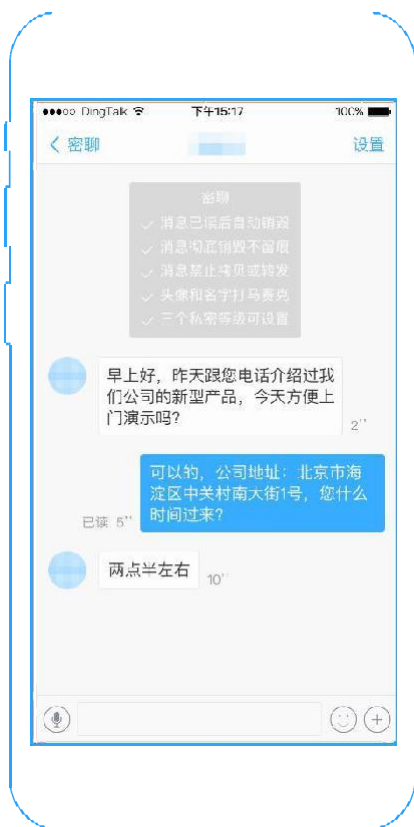 DingTalk 下午15:17 100%
密聊 设置
密聊
消息已读后自动销毁
消息彻底销毁不留痕
消息禁止拷贝或转发
头像和名字打马赛克
三个私密等级可设置
早上好，昨天跟您电话介绍过我
们公司的新型产品，今天方便上
门演示吗？
2''
可以的，公司地址：北京市海
淀区中关村南大街1号，您什么
时间过来？
已读 5''
两点半左右
10''